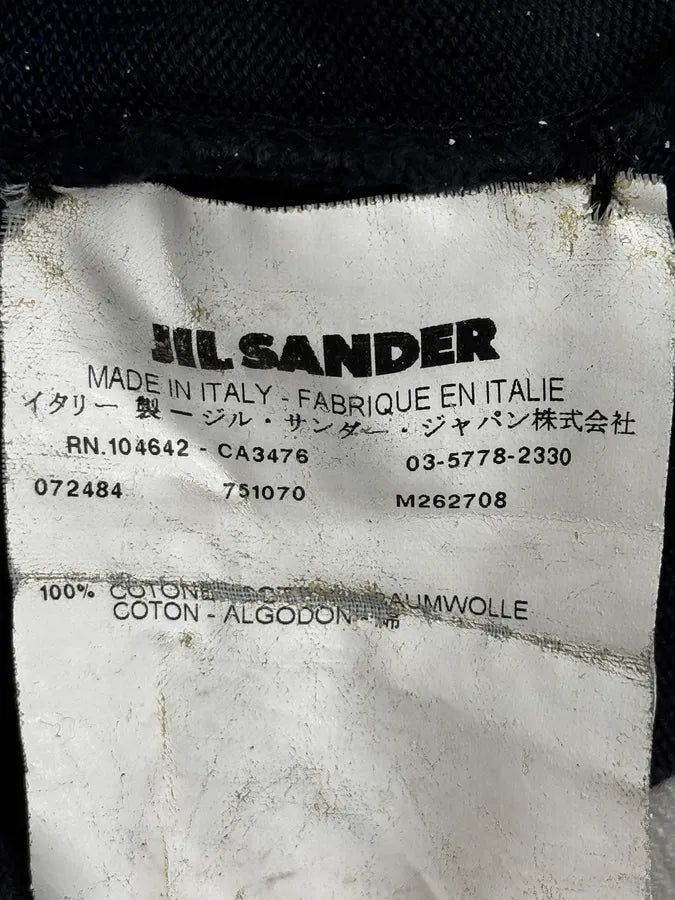 JIL SANDER
MADE IN ITALY - FABRIQUE EN ITALIE
イタリー 製 ージル・サンダー・ジャパン株式会社
RN.104642 - CA3476 03-5778-2330
072484 751070 M262708
100% COTONE
COTON - ALGODON -